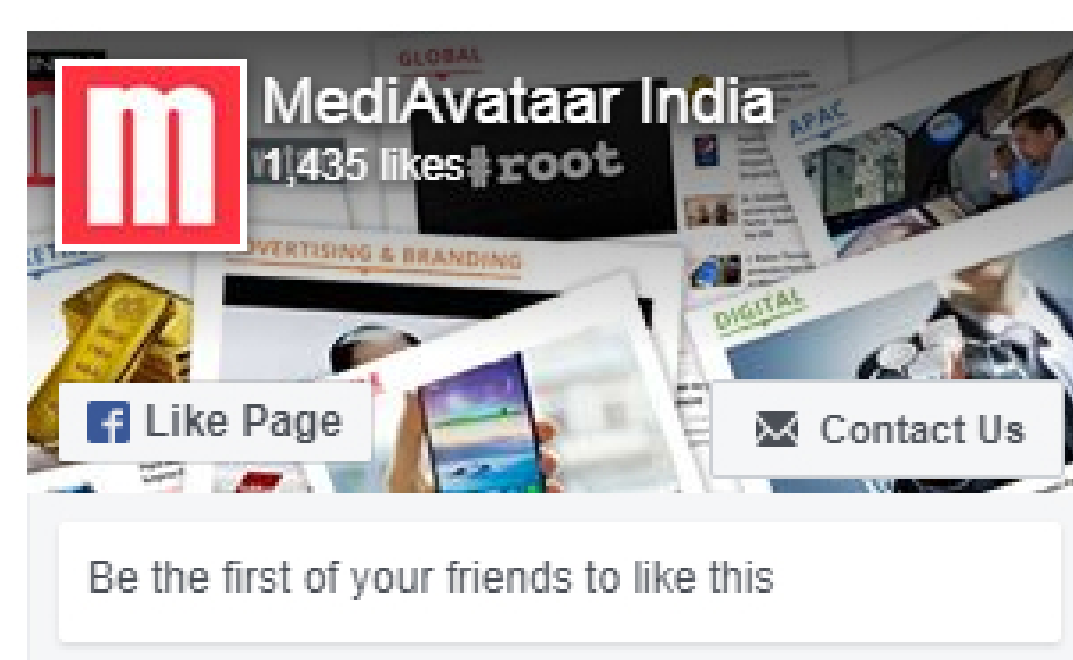 GLOBAL
m
MediAvataar India
1,435 likes
#root
APAC
ADVERTISING & BRANDING
DIGITAL
Like Page
Contact Us
Be the first of your friends to like this